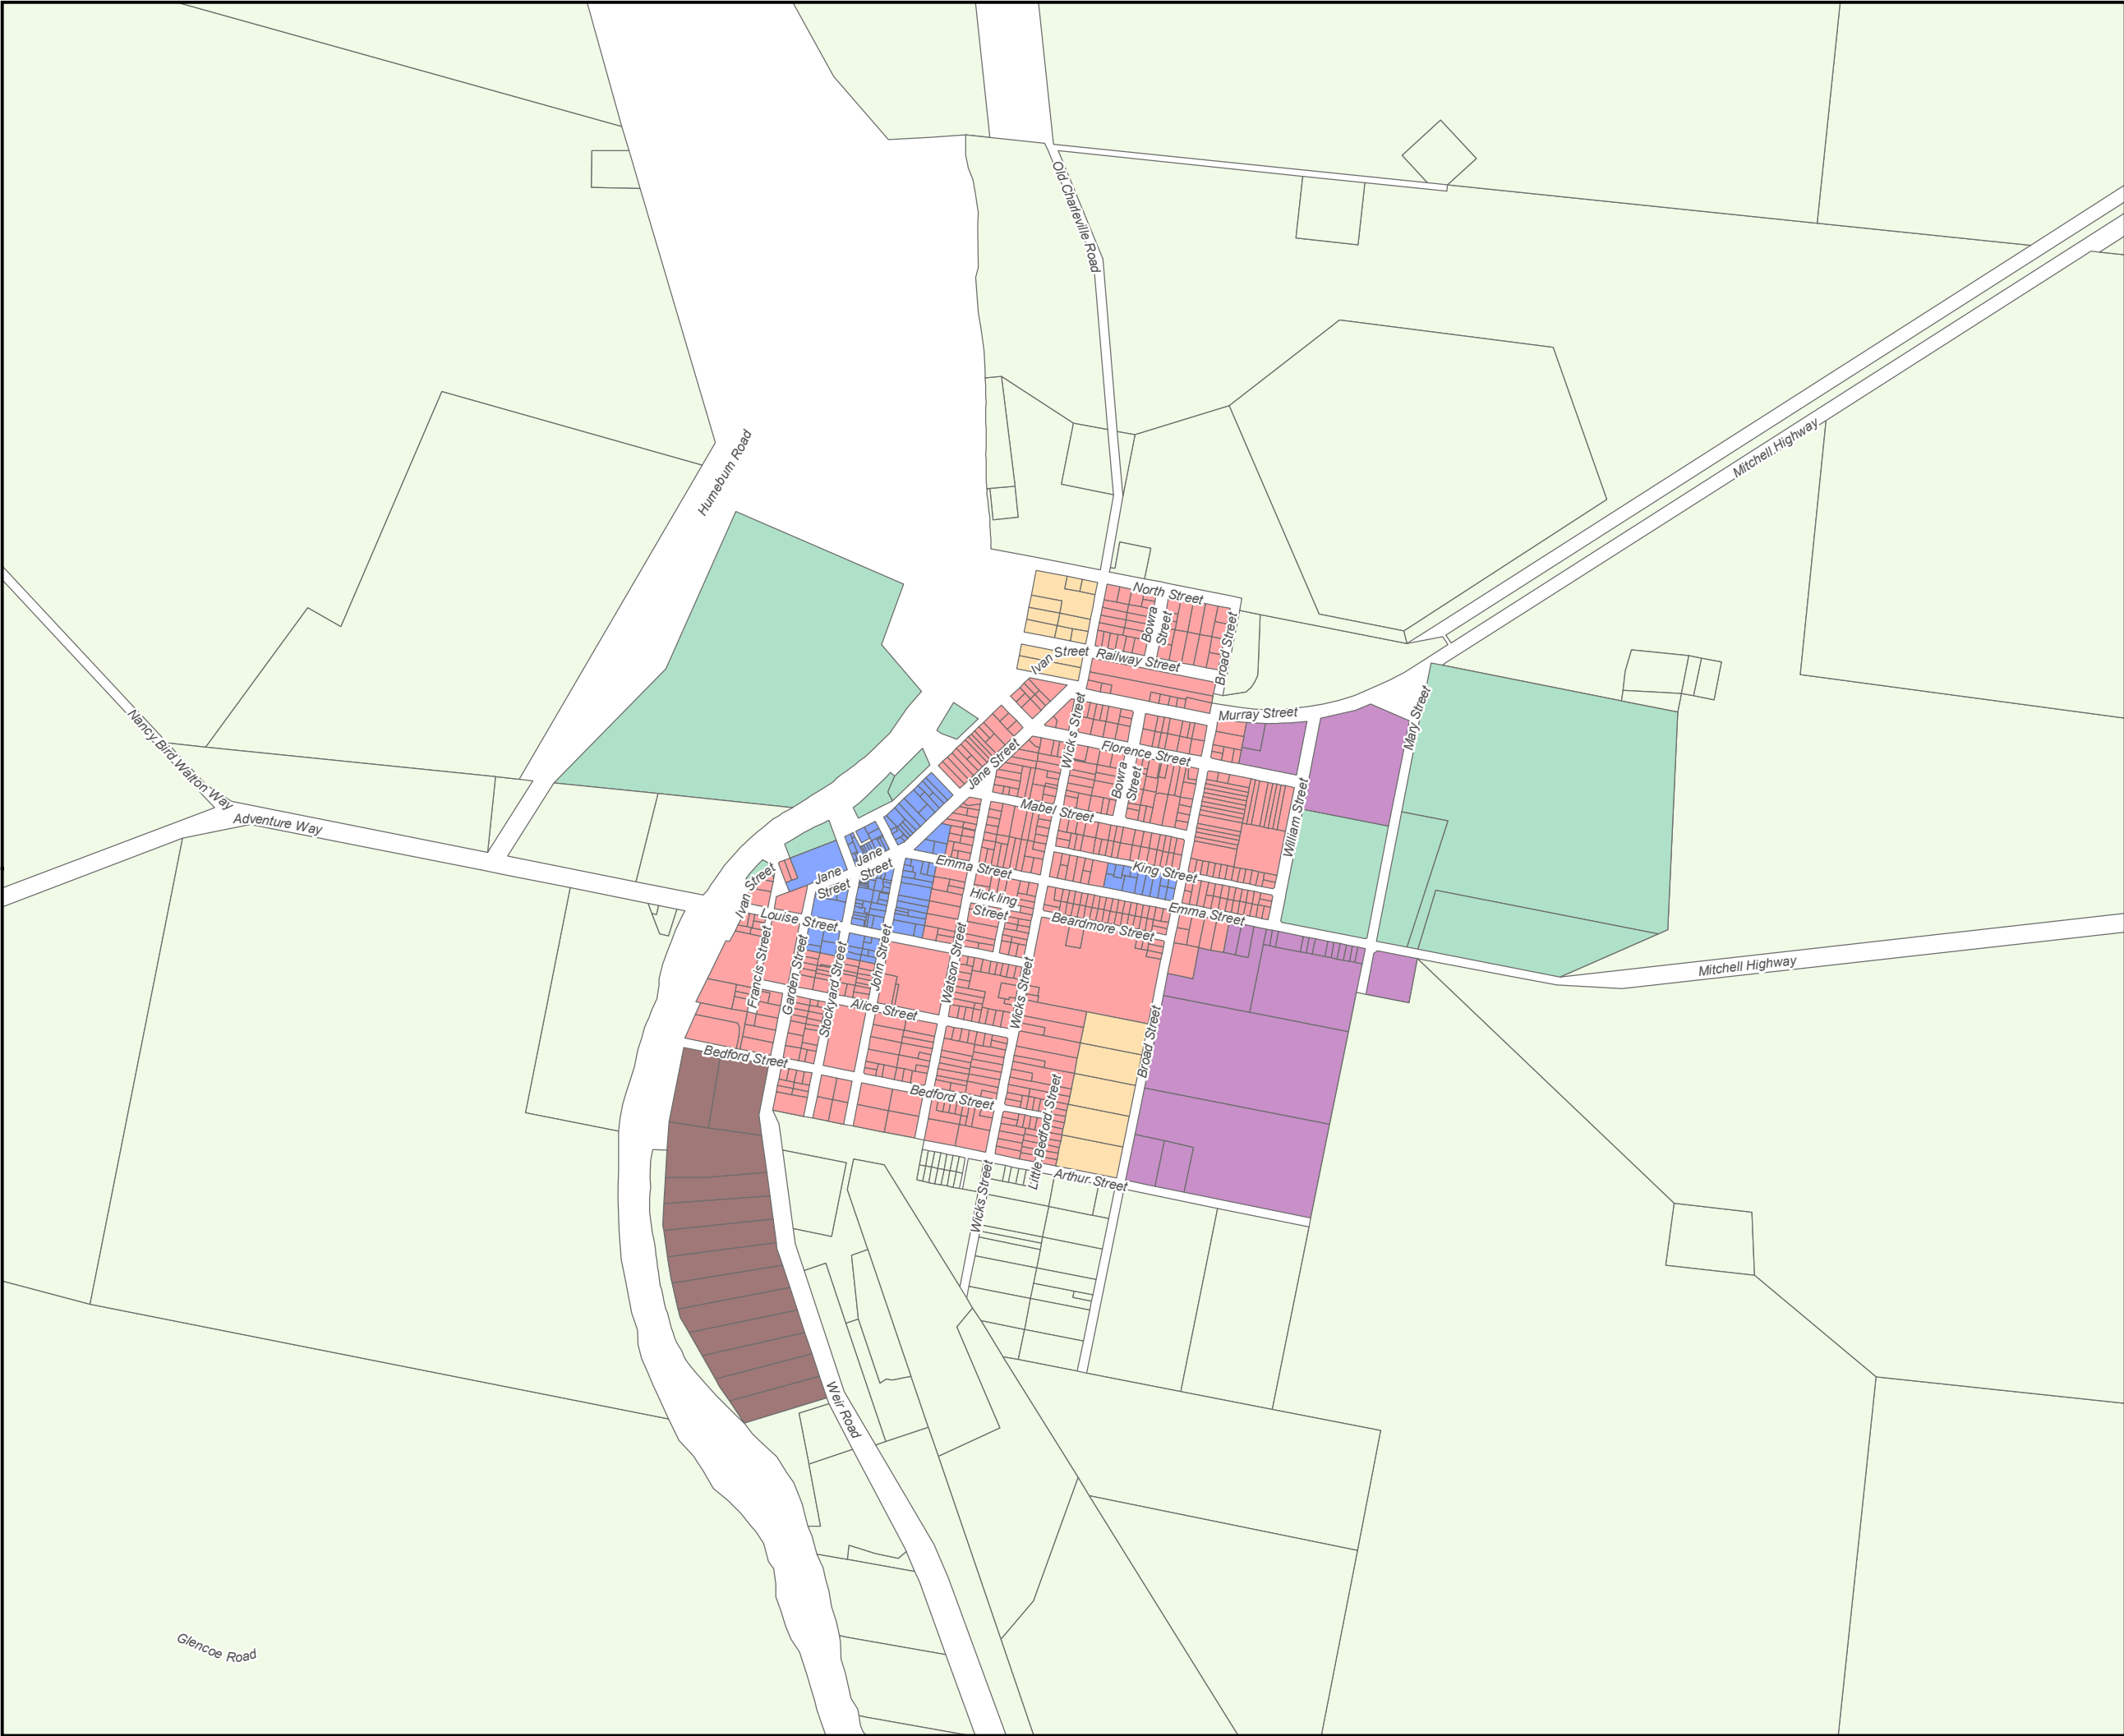 Old Charleville Road
Mitchell Highway
Humeburn Road
North Street
Bowra
Street
Broad Street
Ivan Street
Railway Street
Nancy Bird Walton Way
Adventure Way
Murray Street
Mary Street
Wicks Street
Florence Street
Jane Street
Bowra
Street
Mabel Street
William Street
Jane
Street
Emma Street
King Street
Jane
Street
Ivan Street
Hickling
Street
Louise Street
Beardmore Street
Emma Street
Francis Street
Garden Street
Stockyard Street
John Street
Watson Street
Wicks Street
Mitchell Highway
Alice Street
Broad Street
Bedford Street
Bedford Street
Little Bedford Street
Arthur Street
Wicks Street
Weir Road
Glencoe Road